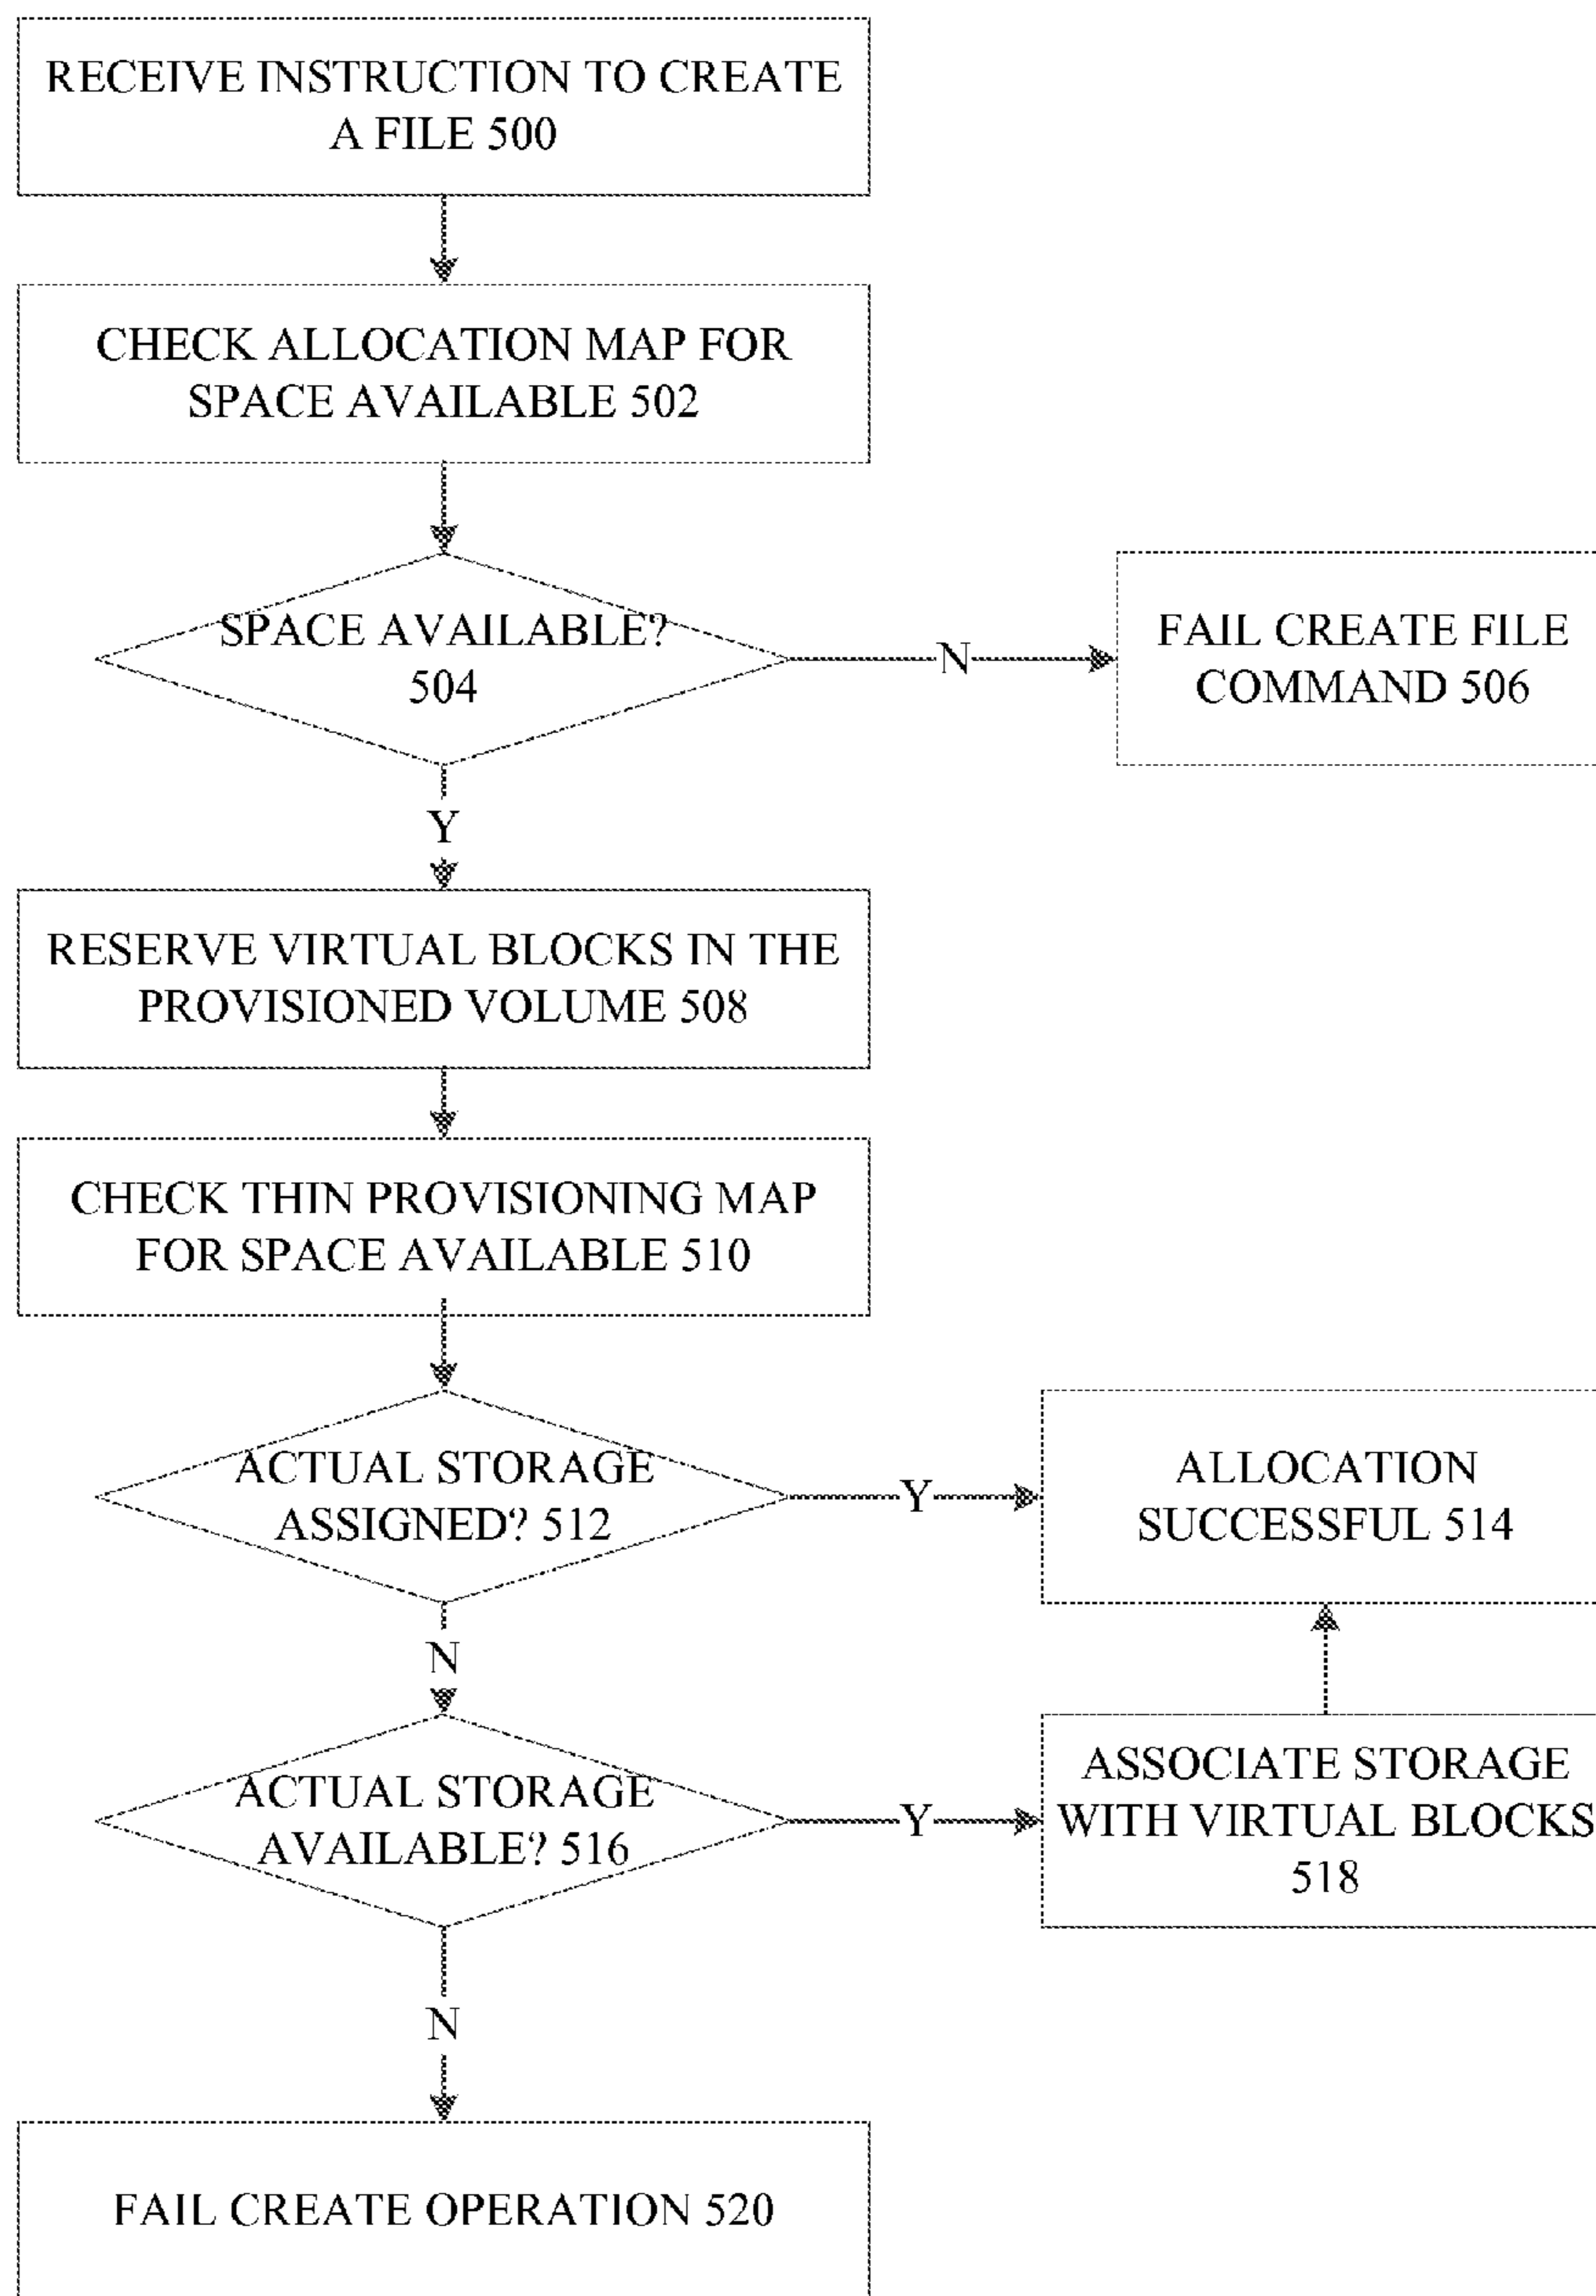 RECEIVE INSTRUCTION TO CREATE
A FILE 500
CHECK ALLOCATION MAP FOR
SPACE AVAILABLE 502
SPACE AVAILABLE?
504
N
FAIL CREATE FILE
COMMAND 506
Y
RESERVE VIRTUAL BLOCKS IN THE
PROVISIONED VOLUME 508
CHECK THIN PROVISIONING MAP
FOR SPACE AVAILABLE 510
ACTUAL STORAGE
ASSIGNED? 512
Y
ALLOCATION
SUCCESSFUL 514
N
ACTUAL STORAGE
AVAILABLE? 516
Y
ASSOCIATE STORAGE
WITH VIRTUAL BLOCKS
518
N
FAIL CREATE OPERATION 520